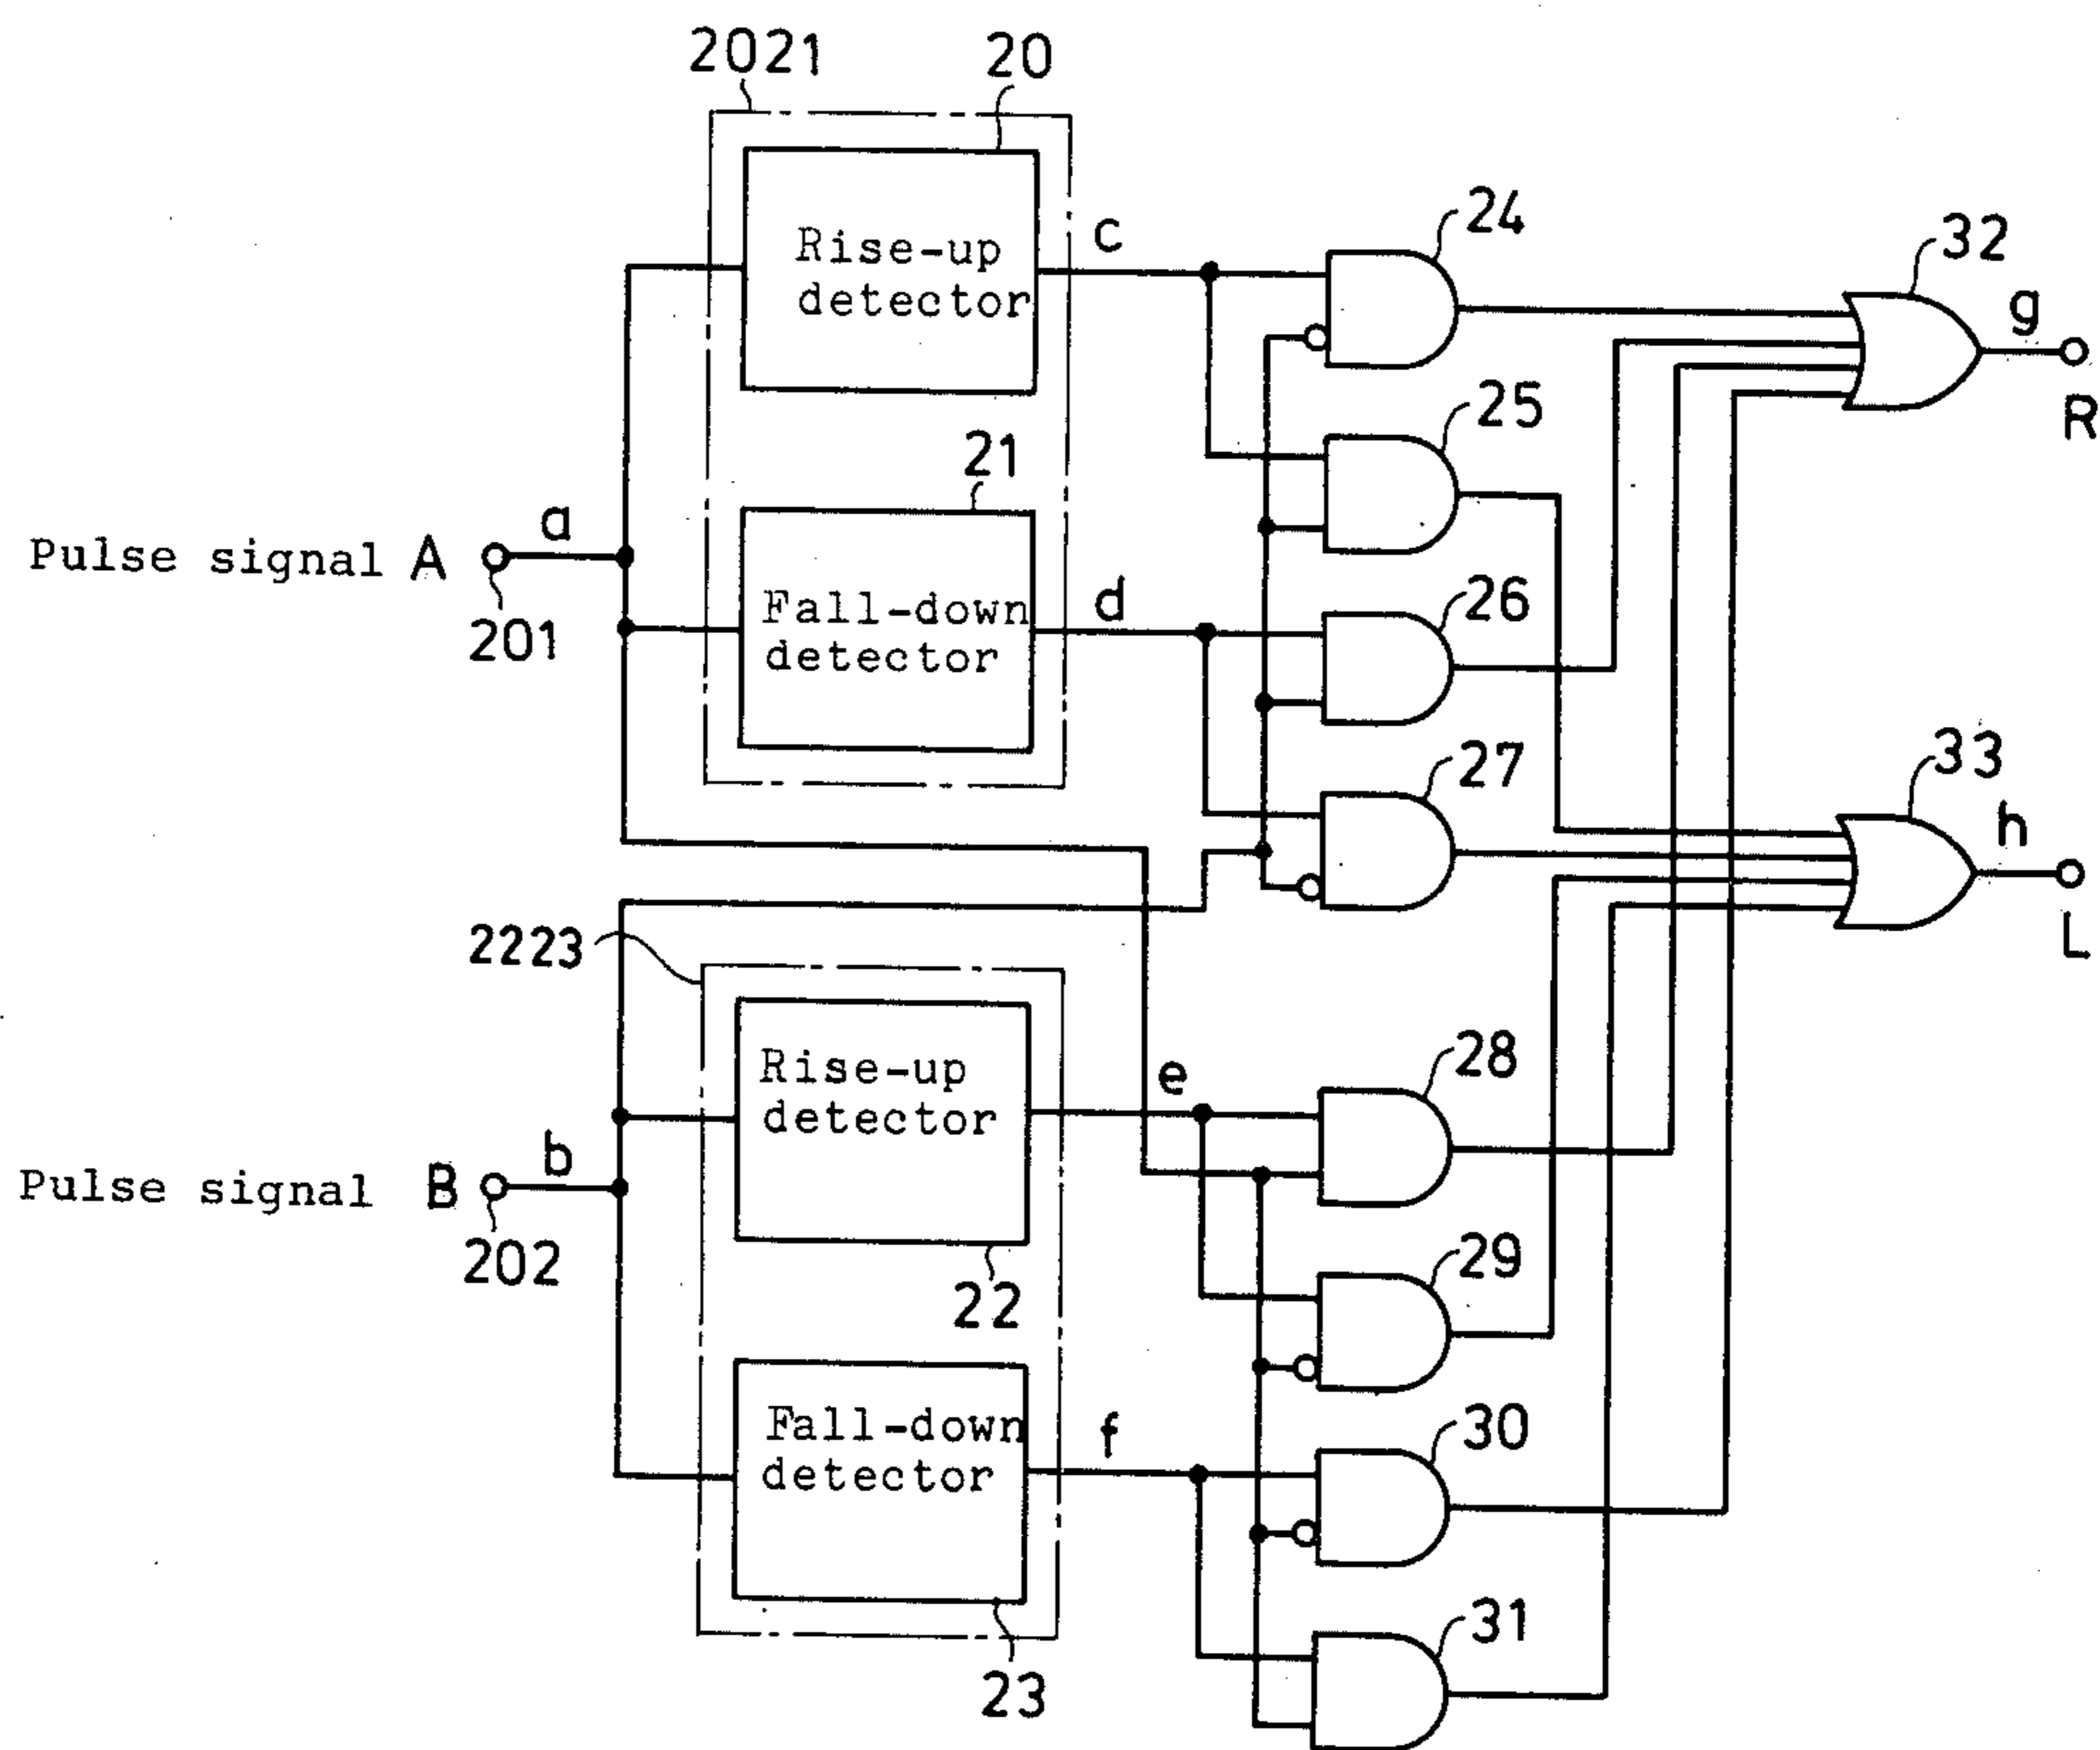 2021
20
Rise-up
detector
c
24
32
g
R
25
21
Pulse signal A
a
201
Fall-down
detector
d
26
27
33
h
L
2223
Rise-up
detector
e
28
Pulse signal B
b
202
22
29
Fall-down
detector
f
30
23
31